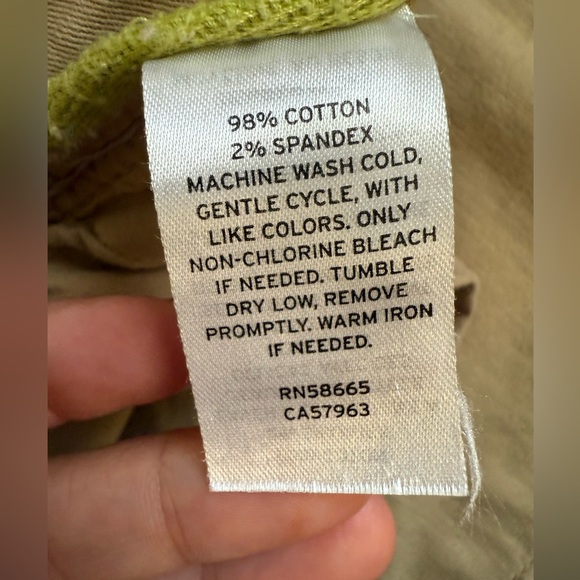 98% COTTON
2% SPANDEX
MACHINE WASH COLD,
GENTLE CYCLE, WITH
LIKE COLORS. ONLY
NON-CHLORINE BLEACH
IF NEEDED. TUMBLE
DRY LOW, REMOVE
PROMPTLY. WARM IRON
IF NEEDED.
RN58665
CA57963